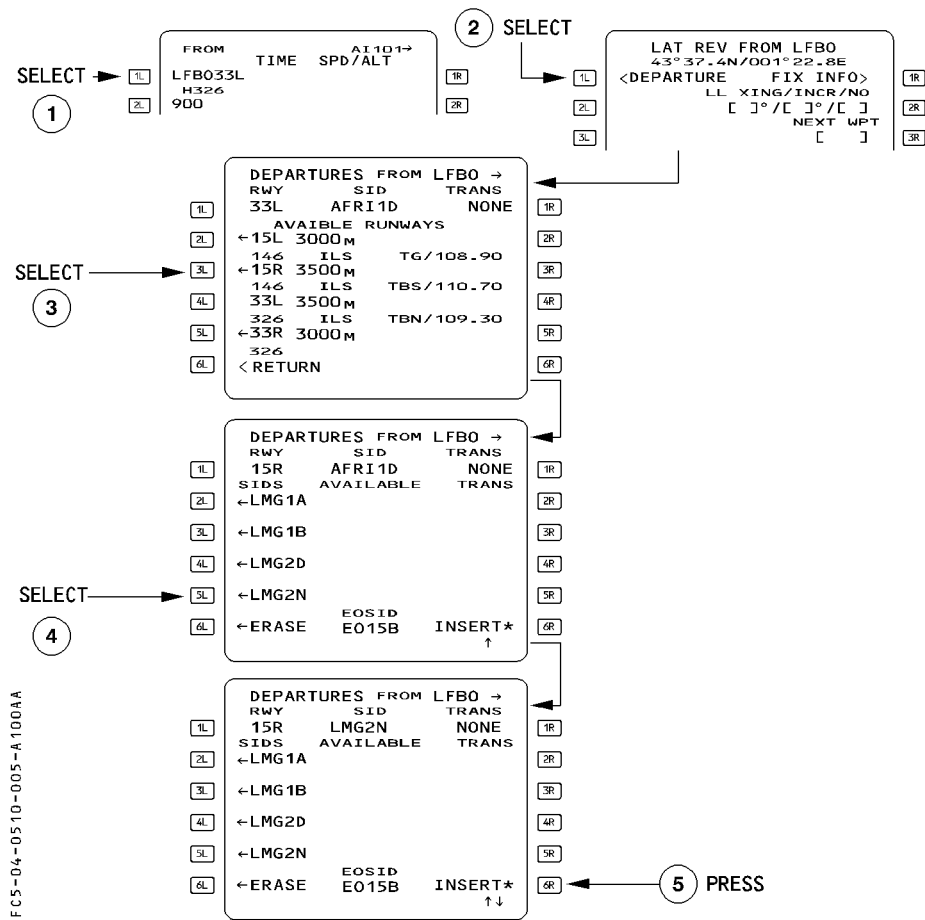 SELECT
1
FROM AI101→
TIME SPD/ALT
1L LFBO33L 1R
H326
2L 900 2R
2 SELECT
LAT REV FROM LFBO
43°37.4N/001°22.8E
1L <DEPARTURE FIX INFO> 1R
LL XING/INCR/NO
2L [ ]°/[ ]°/[ ] 2R
NEXT WPT
3L [ ] 3R
DEPARTURES FROM LFBO →
RWY SID TRANS
1L 33L AFRI1D NONE 1R
AVAIBLE RUNWAYS
2L ←15L 3000M 2R
146 ILS TG/108.90
SELECT 3L ←15R 3500M 3R
3
146 ILS TBS/110.70
4L 33L 3500M 4R
326 ILS TBN/109.30
5L ←33R 3000M 5R
326
6L <RETURN 6R
DEPARTURES FROM LFBO →
RWY SID TRANS
1L 15R AFRI1D NONE 1R
SIDS AVAILABLE TRANS
2L ←LMG1A 2R
3L ←LMG1B 3R
4L ←LMG2D 4R
SELECT 5L ←LMG2N 5R
4
EOSID
6L ←ERASE EO15B INSERT* 6R
↑
DEPARTURES FROM LFBO →
RWY SID TRANS
1L 15R LMG2N NONE 1R
SIDS AVAILABLE TRANS
2L ←LMG1A 2R
3L ←LMG1B 3R
4L ←LMG2D 4R
5L ←LMG2N 5R
EOSID
6L ←ERASE EO15B INSERT* 6R 5 PRESS
↑↓
FC5-04-0510-005-A100AA